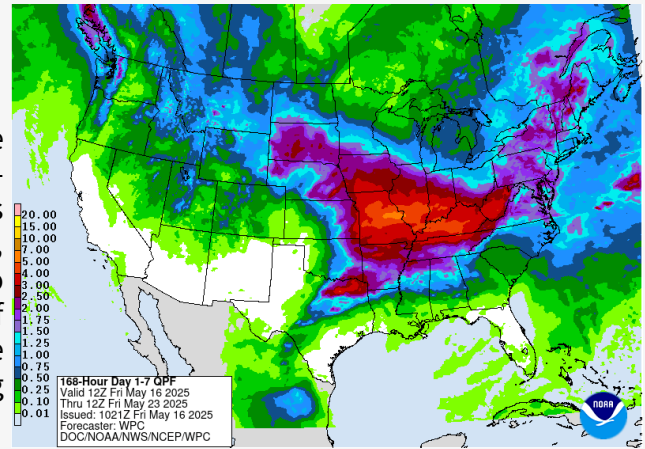 20.00
15.00
10.00
7.00
5.00
4.00
3.00
2.50
2.00
1.75
1.50
1.25
1.00
0.75
0.50
0.25
0.10
0.01
168-Hour Day 1-7 QPF
Valid 12Z Fri May 16 2025
Thru 12Z Fri May 23 2025
Issued: 1021Z Fri May 16 2025
Forecaster: WPC
DOC/NOAA/NWS/NCEP/WPC
NOAA